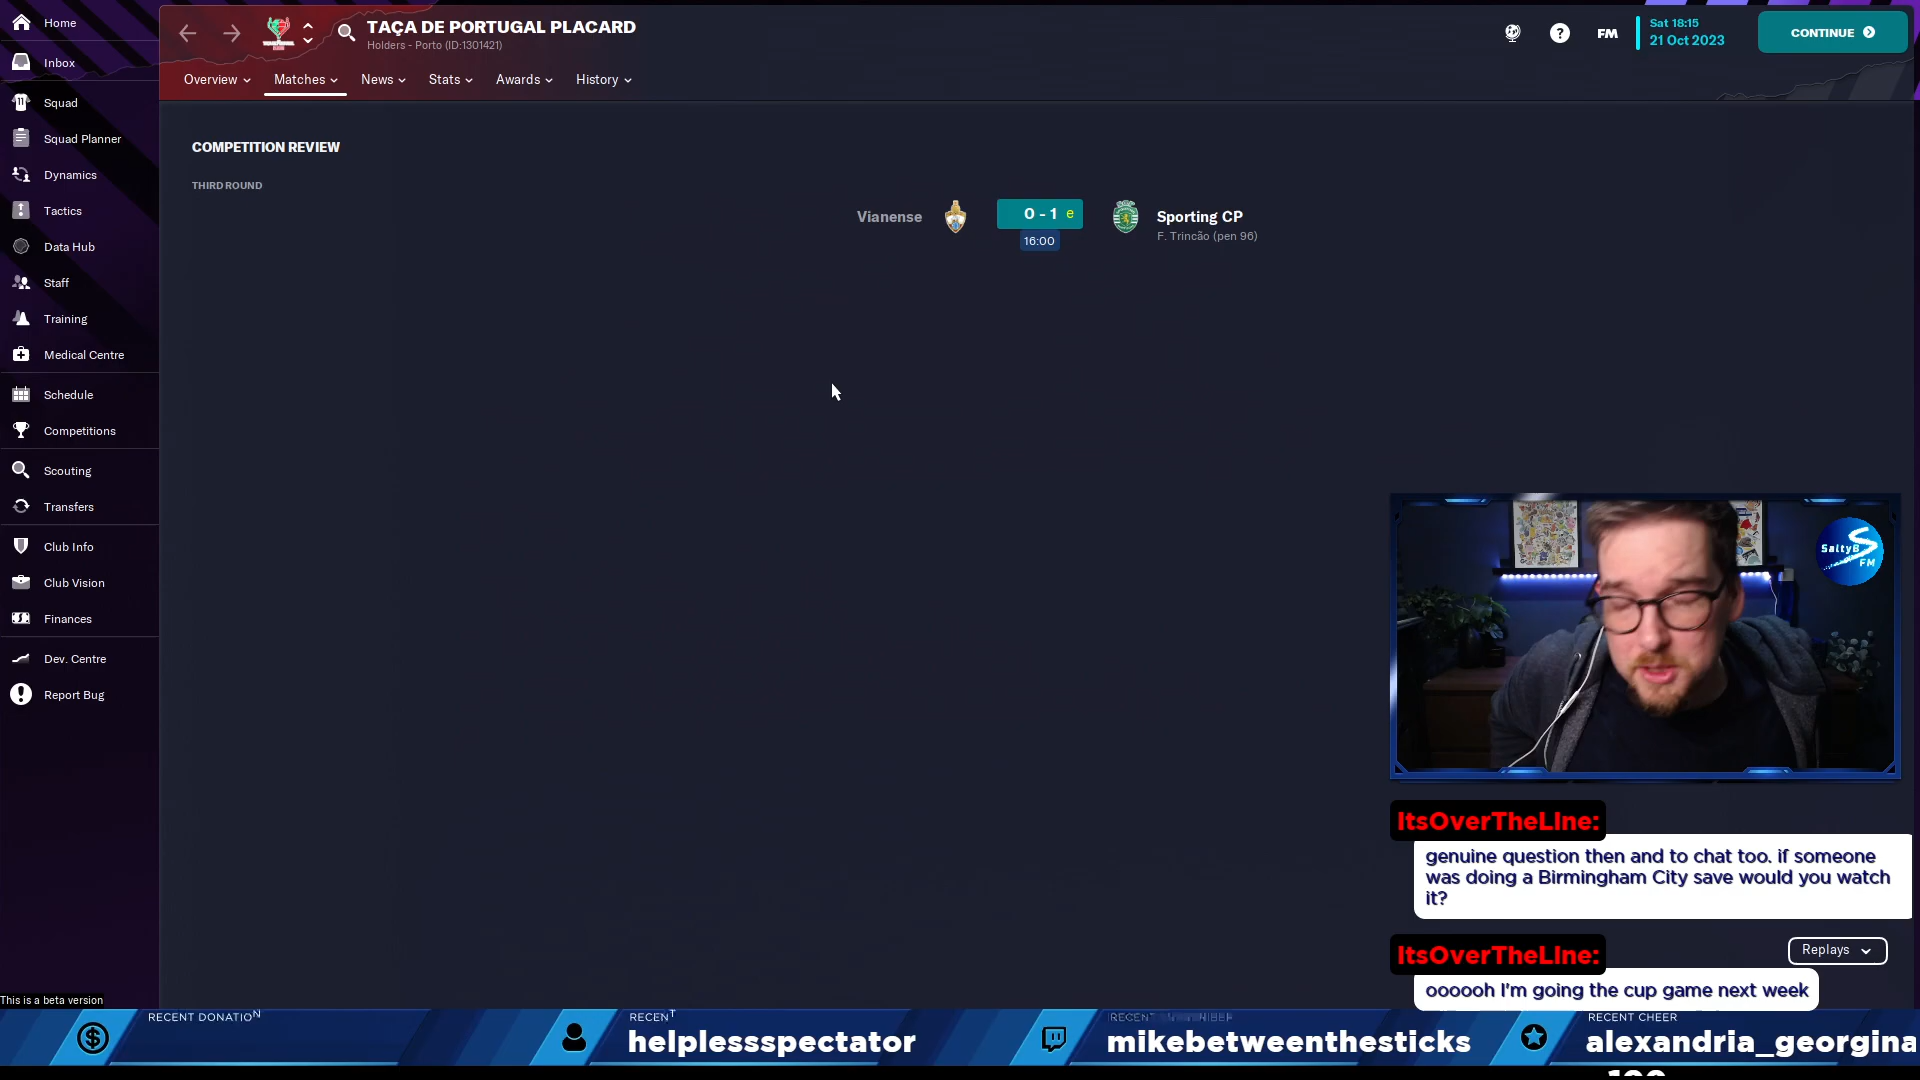 Home
Inbox
Squad
Squad Planner
Dynamics
Tactics
Data Hub
Staff
Training
Medical Centre
Schedule
Competitions
Scouting
Transfers
Club Info
Club Vision
Finances
Dev. Centre
Report Bug
This is a beta version
TAÇA DE PORTUGAL PLACARD
Holders - Porto (ID:1301421)
Sat 18:15
21 Oct 2023
FM
CONTINUE
Overview
Matches
News
Stats
Awards
History
COMPETITION REVIEW
THIRD ROUND
Vianense
0 - 1 e
16:00
Sporting CP
F. Trincão (pen 96)
SaltyB
FM
ItsOverTheLIne:
genuine question then and to chat too. if someone
was doing a Birmingham City save would you watch
it?
ItsOverTheLIne:
Replays
oooooh I'm going the cup game next week
RECENT DONATION
RECENT
helplessspectator
RECENT
mikebetweenthesticks
RECENT CHEER
alexandria_georgina